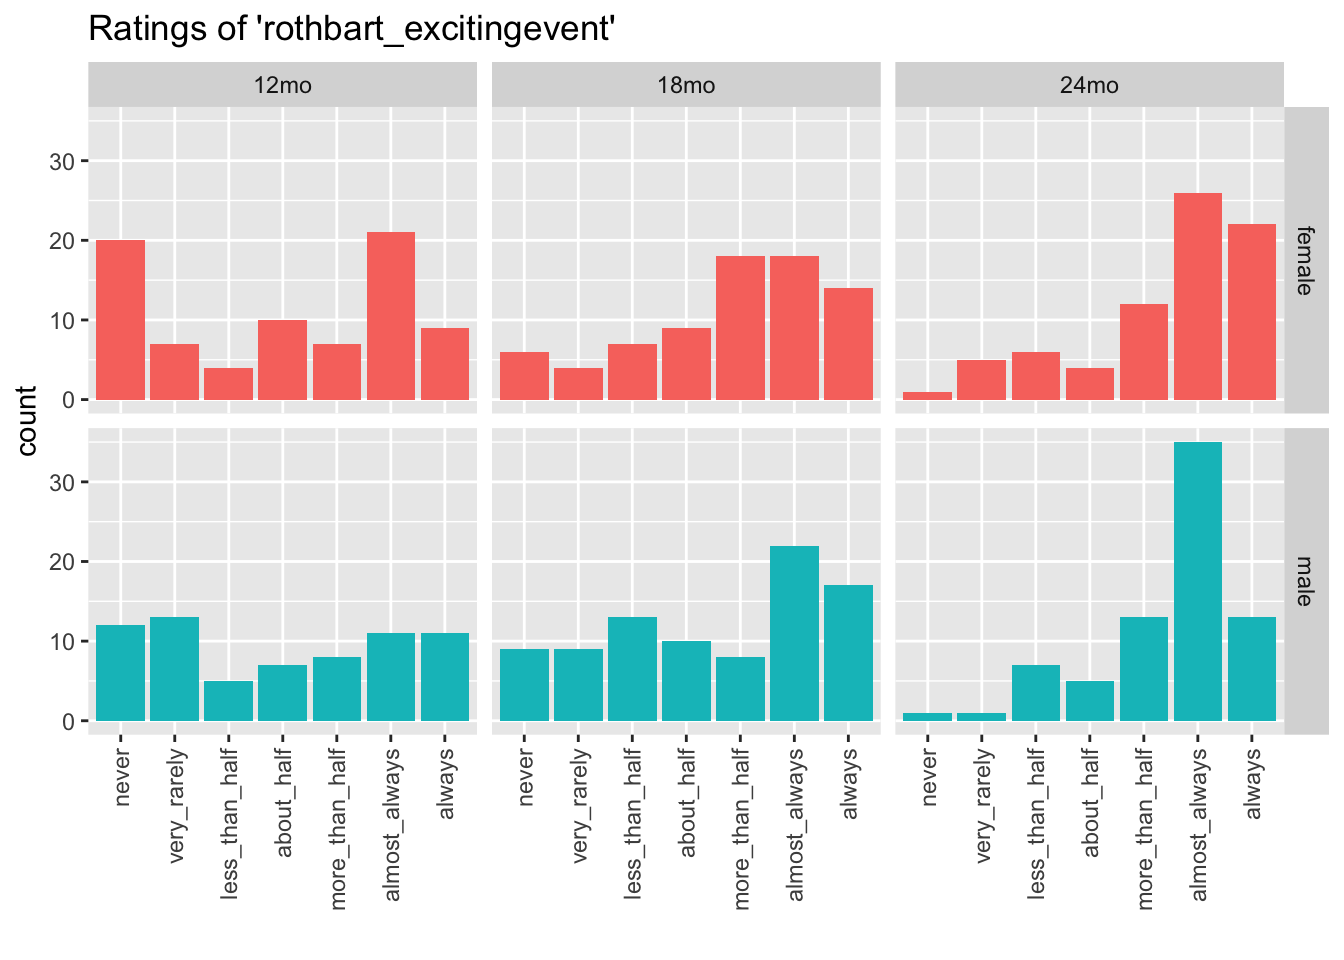 Ratings of 'rothbart_excitingevent'
12mo
18mo
24mo
30
20
10
0
female
count
30
20
10
0
male
never
very_rarely
less_than_half
about_half
more_than_half
almost_always
always
never
very_rarely
less_than_half
about_half
more_than_half
almost_always
always
never
very_rarely
less_than_half
about_half
more_than_half
almost_always
always